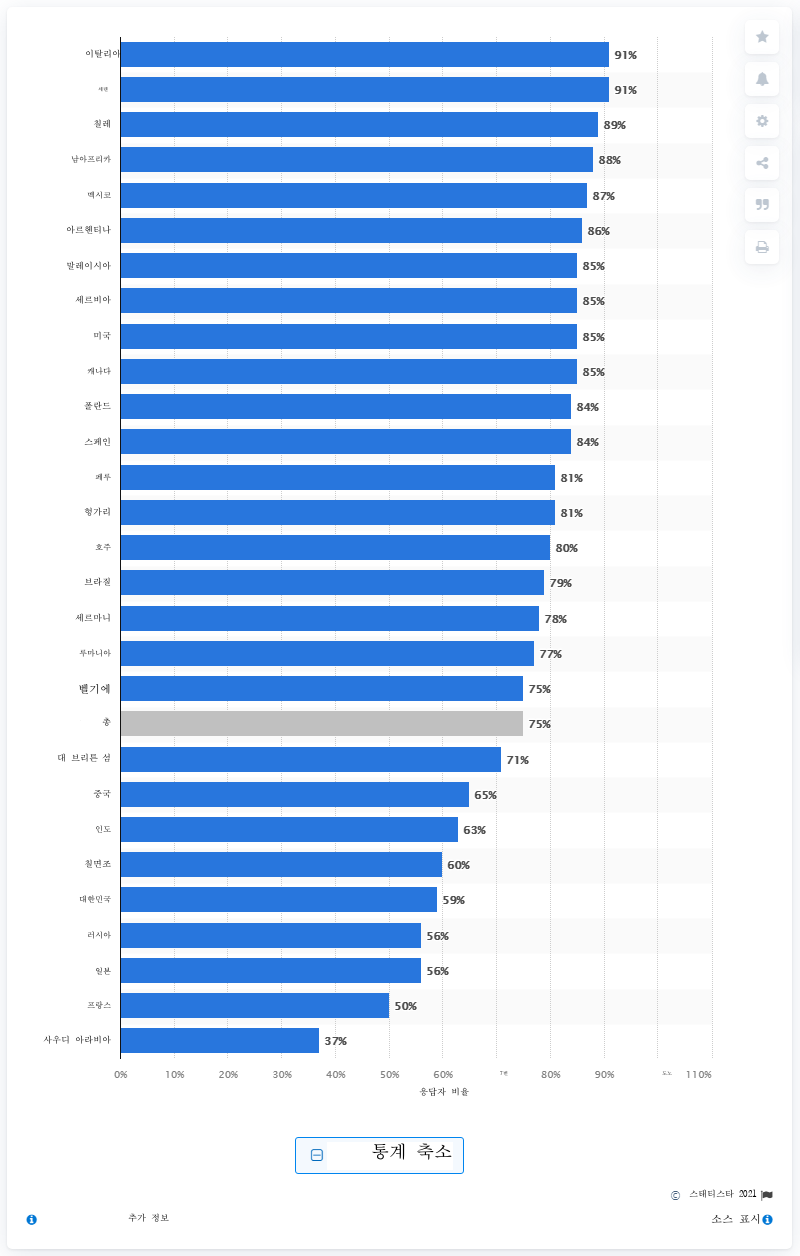 이탈리아 91%
91%
칠레 89%
남아프리카 88%
멕시코 87%
아르헨티나 86%
말레이시아 85%
세르비아 85%
미국 85%
캐나다 85%
폴란드 84%
스페인 84%
페루 81%
헝가리 81%
호주 80%
브라질 79%
세르마니 78%
루마니아 77%
벨기에 75%
총 75%
대 브리튼 섬 71%
중국 65%
인도 63%
칠면조 60%
대한민국 59%
러시아 56%
일본 56%
프랑스 50%
사우디 아라비아 37%
0% 10% 20% 30% 40% 50% 60% 80% 90% 110%
응답자 비율
통계 축소
© 스태티스타 2021
추가 정보 소스 표시